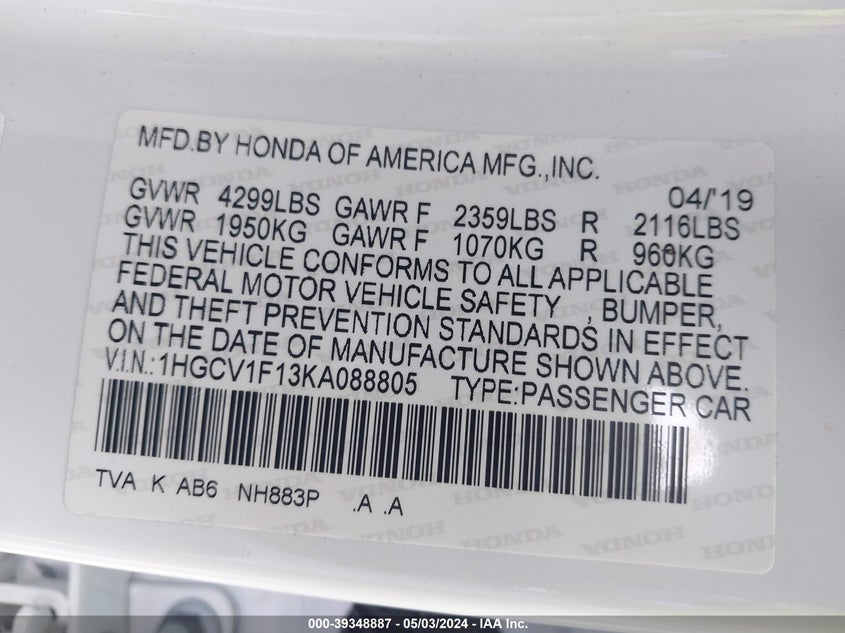 MFD.BY HONDA OF AMERICA MFG.,INC.
04/'19
GVWR 4299LBS GAWR F 2359LBS R 2116LBS
GVWR 1950KG GAWR F 1070KG R 960KG
THIS VEHICLE CONFORMS TO ALL APPLICABLE
FEDERAL MOTOR VEHICLE SAFETY , BUMPER,
AND THEFT PREVENTION STANDARDS IN EFFECT
ON THE DATE OF MANUFACTURE SHOWN ABOVE.
V.I.N.:1HGCV1F13KA088805 TYPE:PASSENGER CAR
TVA K AB6 NH883P .A .A
000-39348887 - 05/03/2024 - IAA Inc.